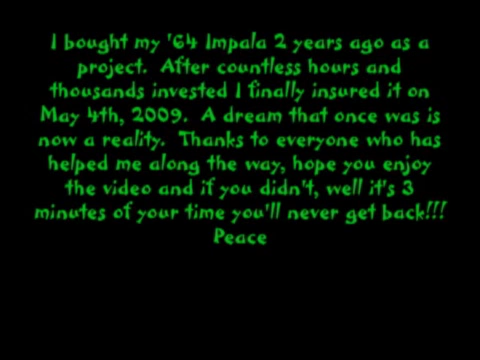 I bought my '64 Impala 2 years ago as a
project. After countless hours and
thousands invested I finally insured it on
May 4th, 2009. A dream that once was is
now a reality. Thanks to everyone who has
helped me along the way, hope you enjoy
the video and if you didn't, well it's 3
minutes of your time you'll never get back!!!
Peace